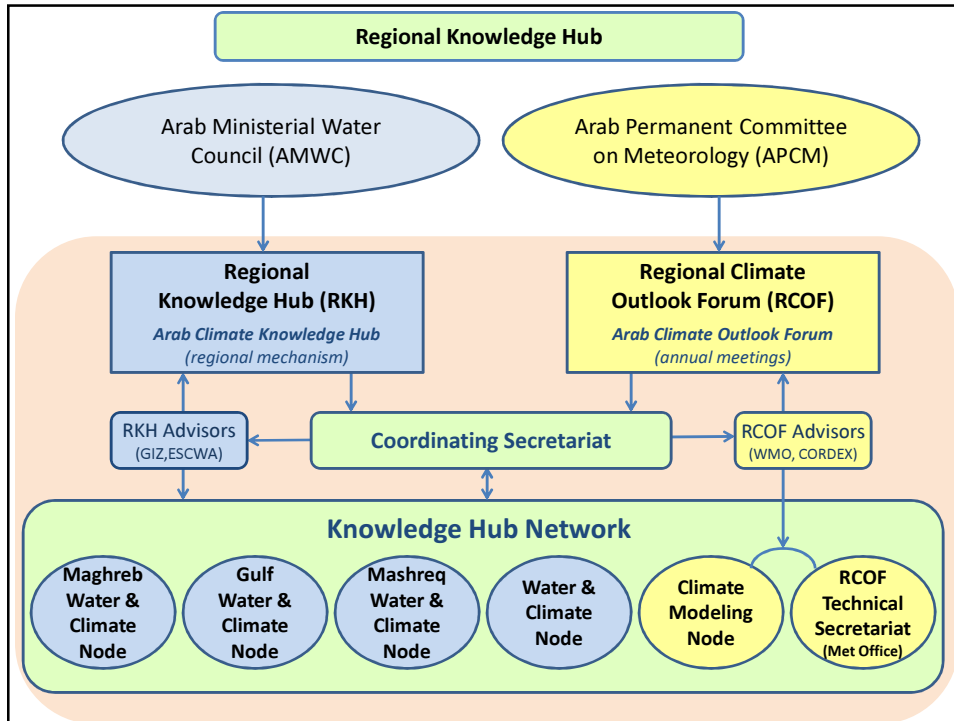 Regional Knowledge Hub
Arab Ministerial Water
Council (AMWC)
Arab Permanent Committee
on Meteorology (APCM)
Regional
Knowledge Hub (RKH)
Arab Climate Knowledge Hub
(regional mechanism)
Regional Climate
Outlook Forum (RCOF)
Arab Climate Outlook Forum
(annual meetings)
RKH Advisors
(GIZ,ESCWA)
Coordinating Secretariat
RCOF Advisors
(WMO, CORDEX)
Knowledge Hub Network
Maghreb
Water &
Climate
Node
Gulf
Water &
Climate
Node
Mashreq
Water &
Climate
Node
Water &
Climate
Node
Climate
Modeling
Node
RCOF
Technical
Secretariat
(Met Office)